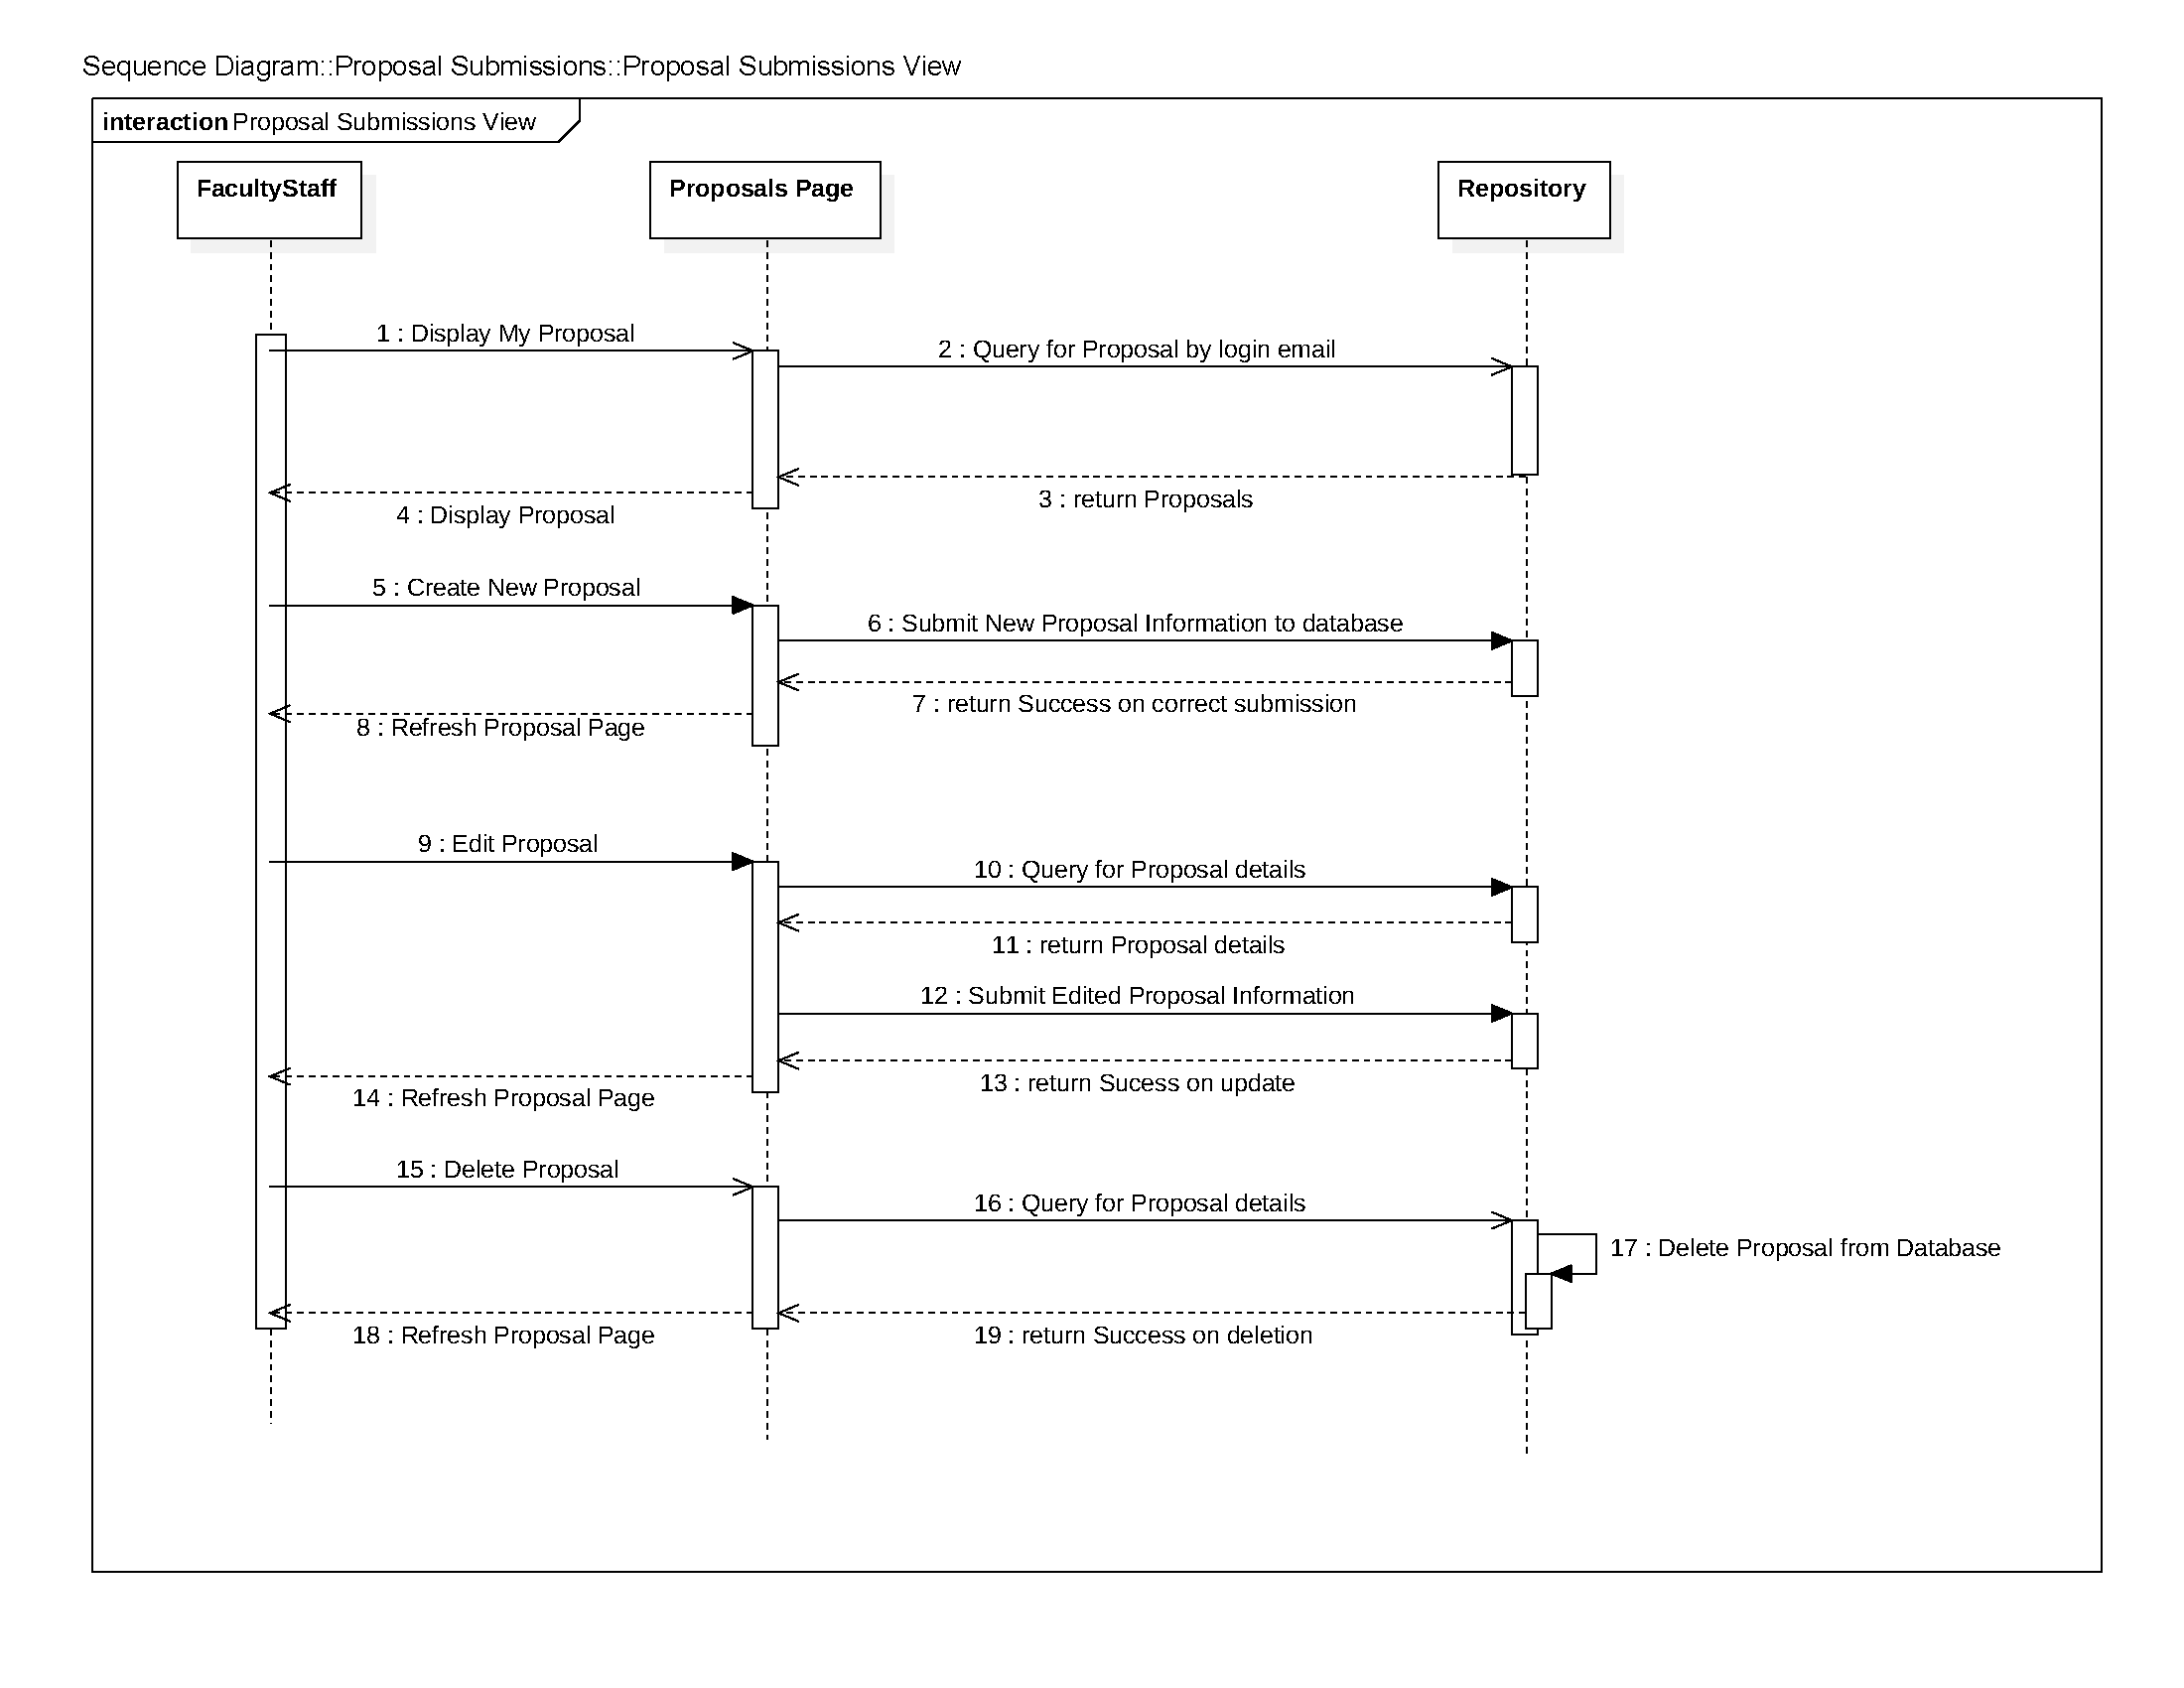 Sequence Diagram::Proposal Submissions::Proposal Submissions View
interaction Proposal Submissions View
FacultyStaff
Proposals Page
Repository
1 : Display My Proposal
2 : Query for Proposal by login email
3 : return Proposals
4 : Display Proposal
5 : Create New Proposal
6 : Submit New Proposal Information to database
7 : return Success on correct submission
8 : Refresh Proposal Page
9 : Edit Proposal
10 : Query for Proposal details
11 : return Proposal details
12 : Submit Edited Proposal Information
13 : return Sucess on update
14 : Refresh Proposal Page
15 : Delete Proposal
16 : Query for Proposal details
17 : Delete Proposal from Database
18 : Refresh Proposal Page
19 : return Success on deletion